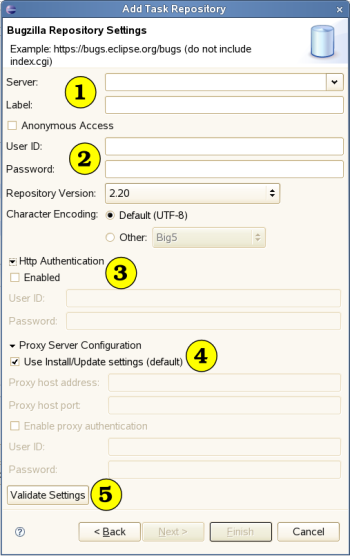 Add Task Repository
Bugzilla Repository Settings
Example: https://bugs.eclipse.org/bugs (do not include
index.cgi)
Server:
1
Label:
Anonymous Access
User ID:
2
Password:
Repository Version: 2.20
Character Encoding: Default (UTF-8)
Other: Big5
Http Authentication
3
Enabled
User ID:
Password:
Proxy Server Configuration
4
Use Install/Update settings (default)
Proxy host address:
Proxy host port:
Enable proxy authentication
User ID:
Password:
Validate Settings 5
? < Back Next > Finish Cancel